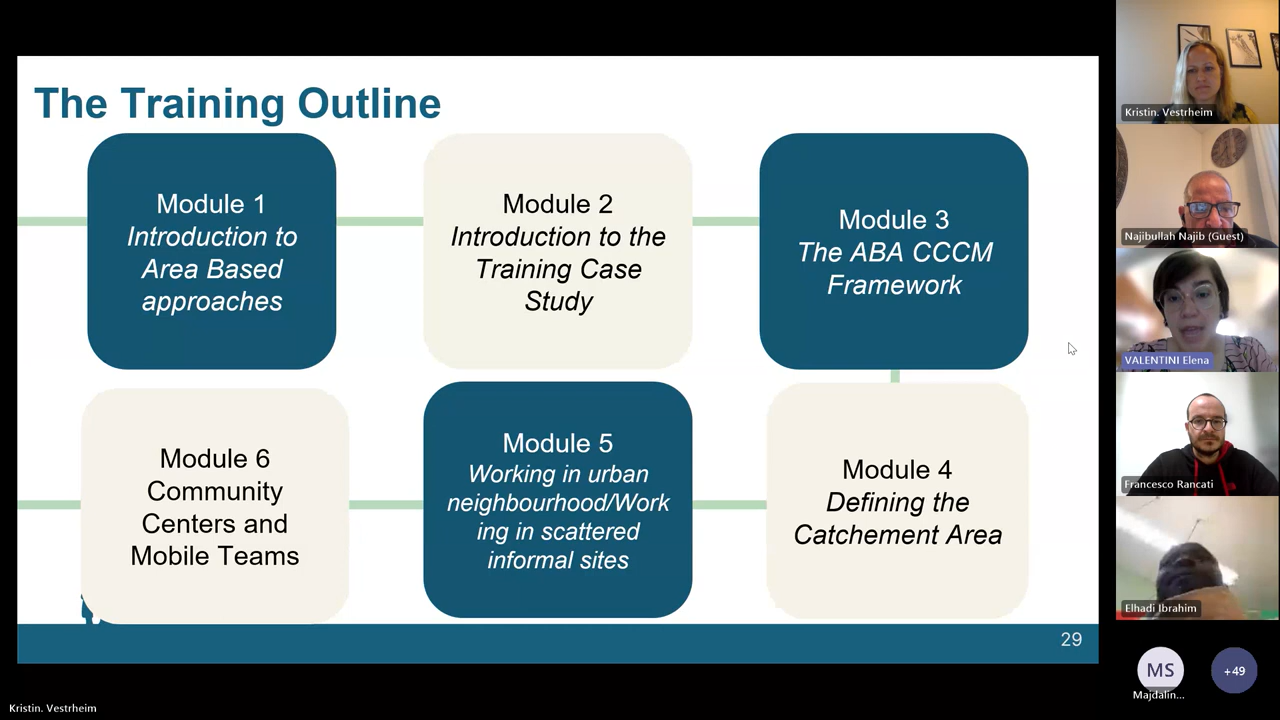 The Training Outline
Module 1
Introduction to
Area Based
approaches
Module 2
Introduction to the
Training Case
Study
Module 3
The ABA CCCM
Framework
Module 6
Community
Centers and
Mobile Teams
Module 5
Working in urban
neighbourhood/Work
ing in scattered
informal sites
Module 4
Defining the
Catchement Area
29
Kristin. Vestrheim
Kristin. Vestrheim
Najibullah Najib (Guest)
VALENTINI Elena
Francesco Rancati
Elhadi Ibrahim
MS
Majdalin...
+49